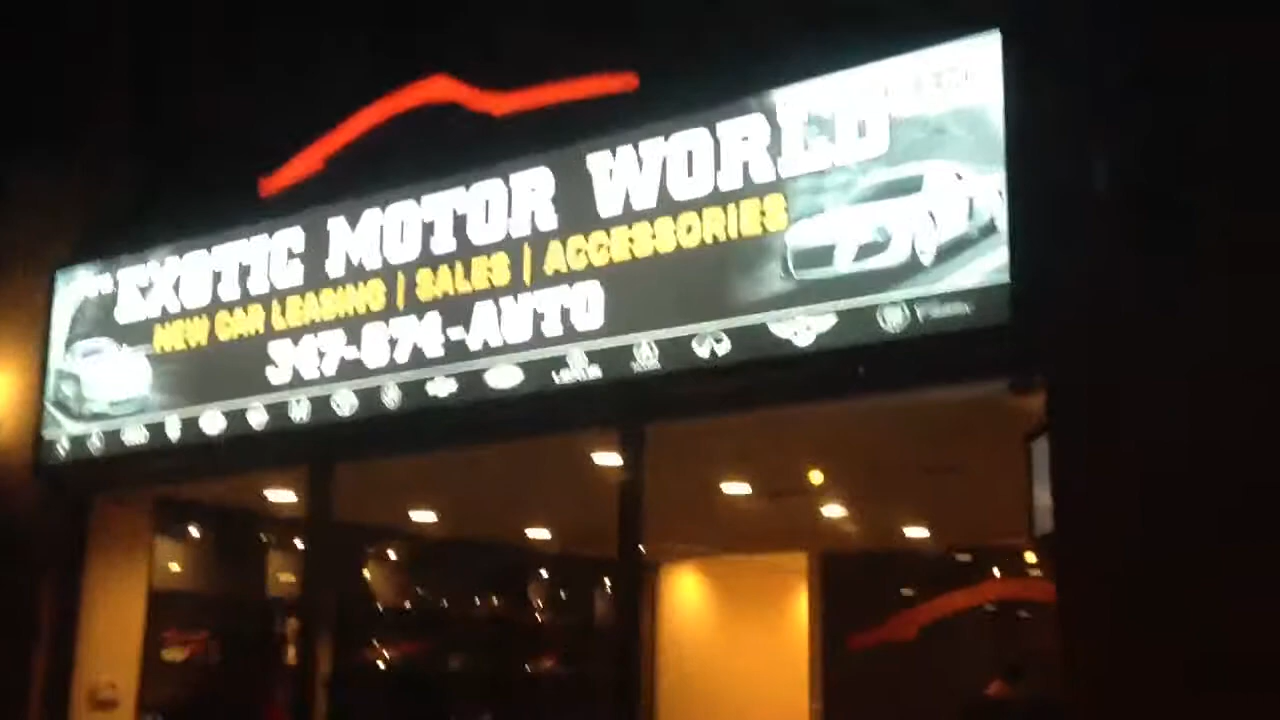 EXOTIC MOTOR WORLD
NEW CAR LEASING | SALES | ACCESSORIES
347-674-AUTO